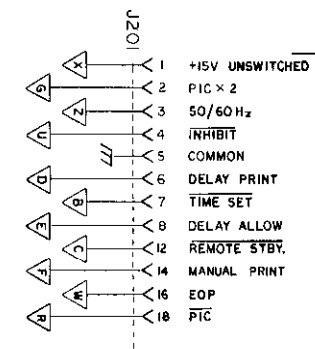 J201
X 1 +15V UNSWITCHED
G 2 PIC × 2
Z 3 50/60 Hz
U 4 INHIBIT
5 COMMON
D 6 DELAY PRINT
B 7 TIME SET
E 8 DELAY ALLOW
C 12 REMOTE STBY.
F 14 MANUAL PRINT
W 16 EOP
R 18 PIC